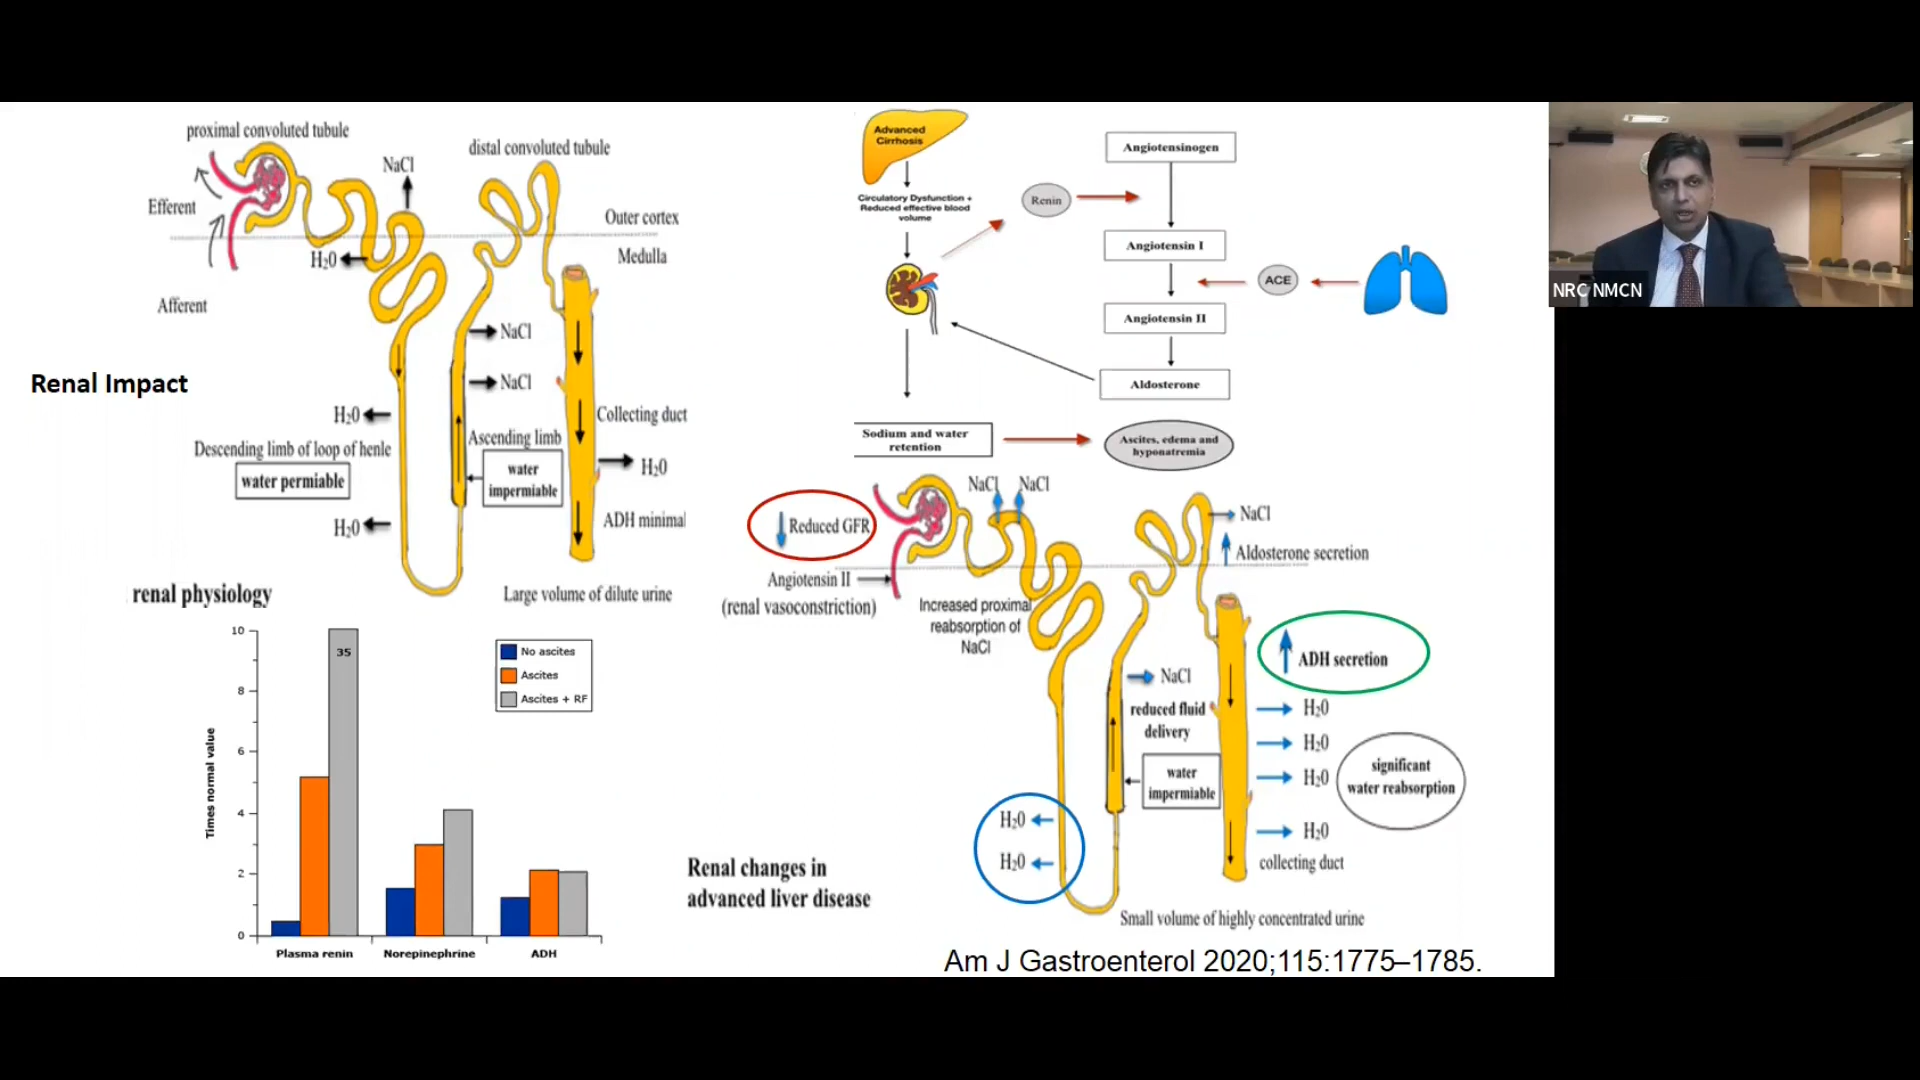 proximal convoluted tubule
distal convoluted tubule
NaCl
Efferent
Outer cortex
H20
Medulla
Afferent
NaCl
Renal Impact
NaCl
H20
Collecting duct
Ascending limb
Descending limb of loop of henle
water permiable
water
impermiable
H20
H20
ADH minimal
renal physiology
Large volume of dilute urine
Advanced
Cirrhosis
Circulatory Dysfunction +
Reduced effective blood
volume
Renin
Angiotensinogen
Angiotensin I
ACE
Angiotensin II
Aldosterone
Sodium and water
retention
Ascites, edema and
hyponatremia
NRC NMCN
10
8
6
4
2
0
Times normal value
35
No ascites
Ascites
Ascites + RF
Plasma renin
Norepinephrine
ADH
NaCl NaCl
Reduced GFR
NaCl
Aldosterone secretion
Angiotensin II
(renal vasoconstriction)
Increased proximal
reabsorption of
NaCl
ADH secretion
NaCl
reduced fluid
delivery
H20
H20
H20
H20
significant
water reabsorption
water
impermiable
H20
H20
collecting duct
Renal changes in
advanced liver disease
Small volume of highly concentrated urine
Am J Gastroenterol 2020;115:1775–1785.